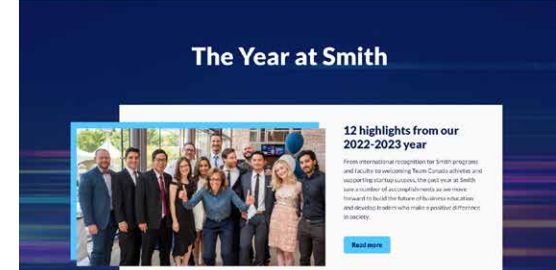 The Year at Smith
12 highlights from our
2022-2023 year
From international recognition for Smith programs
and faculty to welcoming Team Canada athletes and
supporting startup success, the past year at Smith
saw a number of accomplishments as we move
forward to build the future of business education
and develop leaders who make a positive difference
in society.
Read more